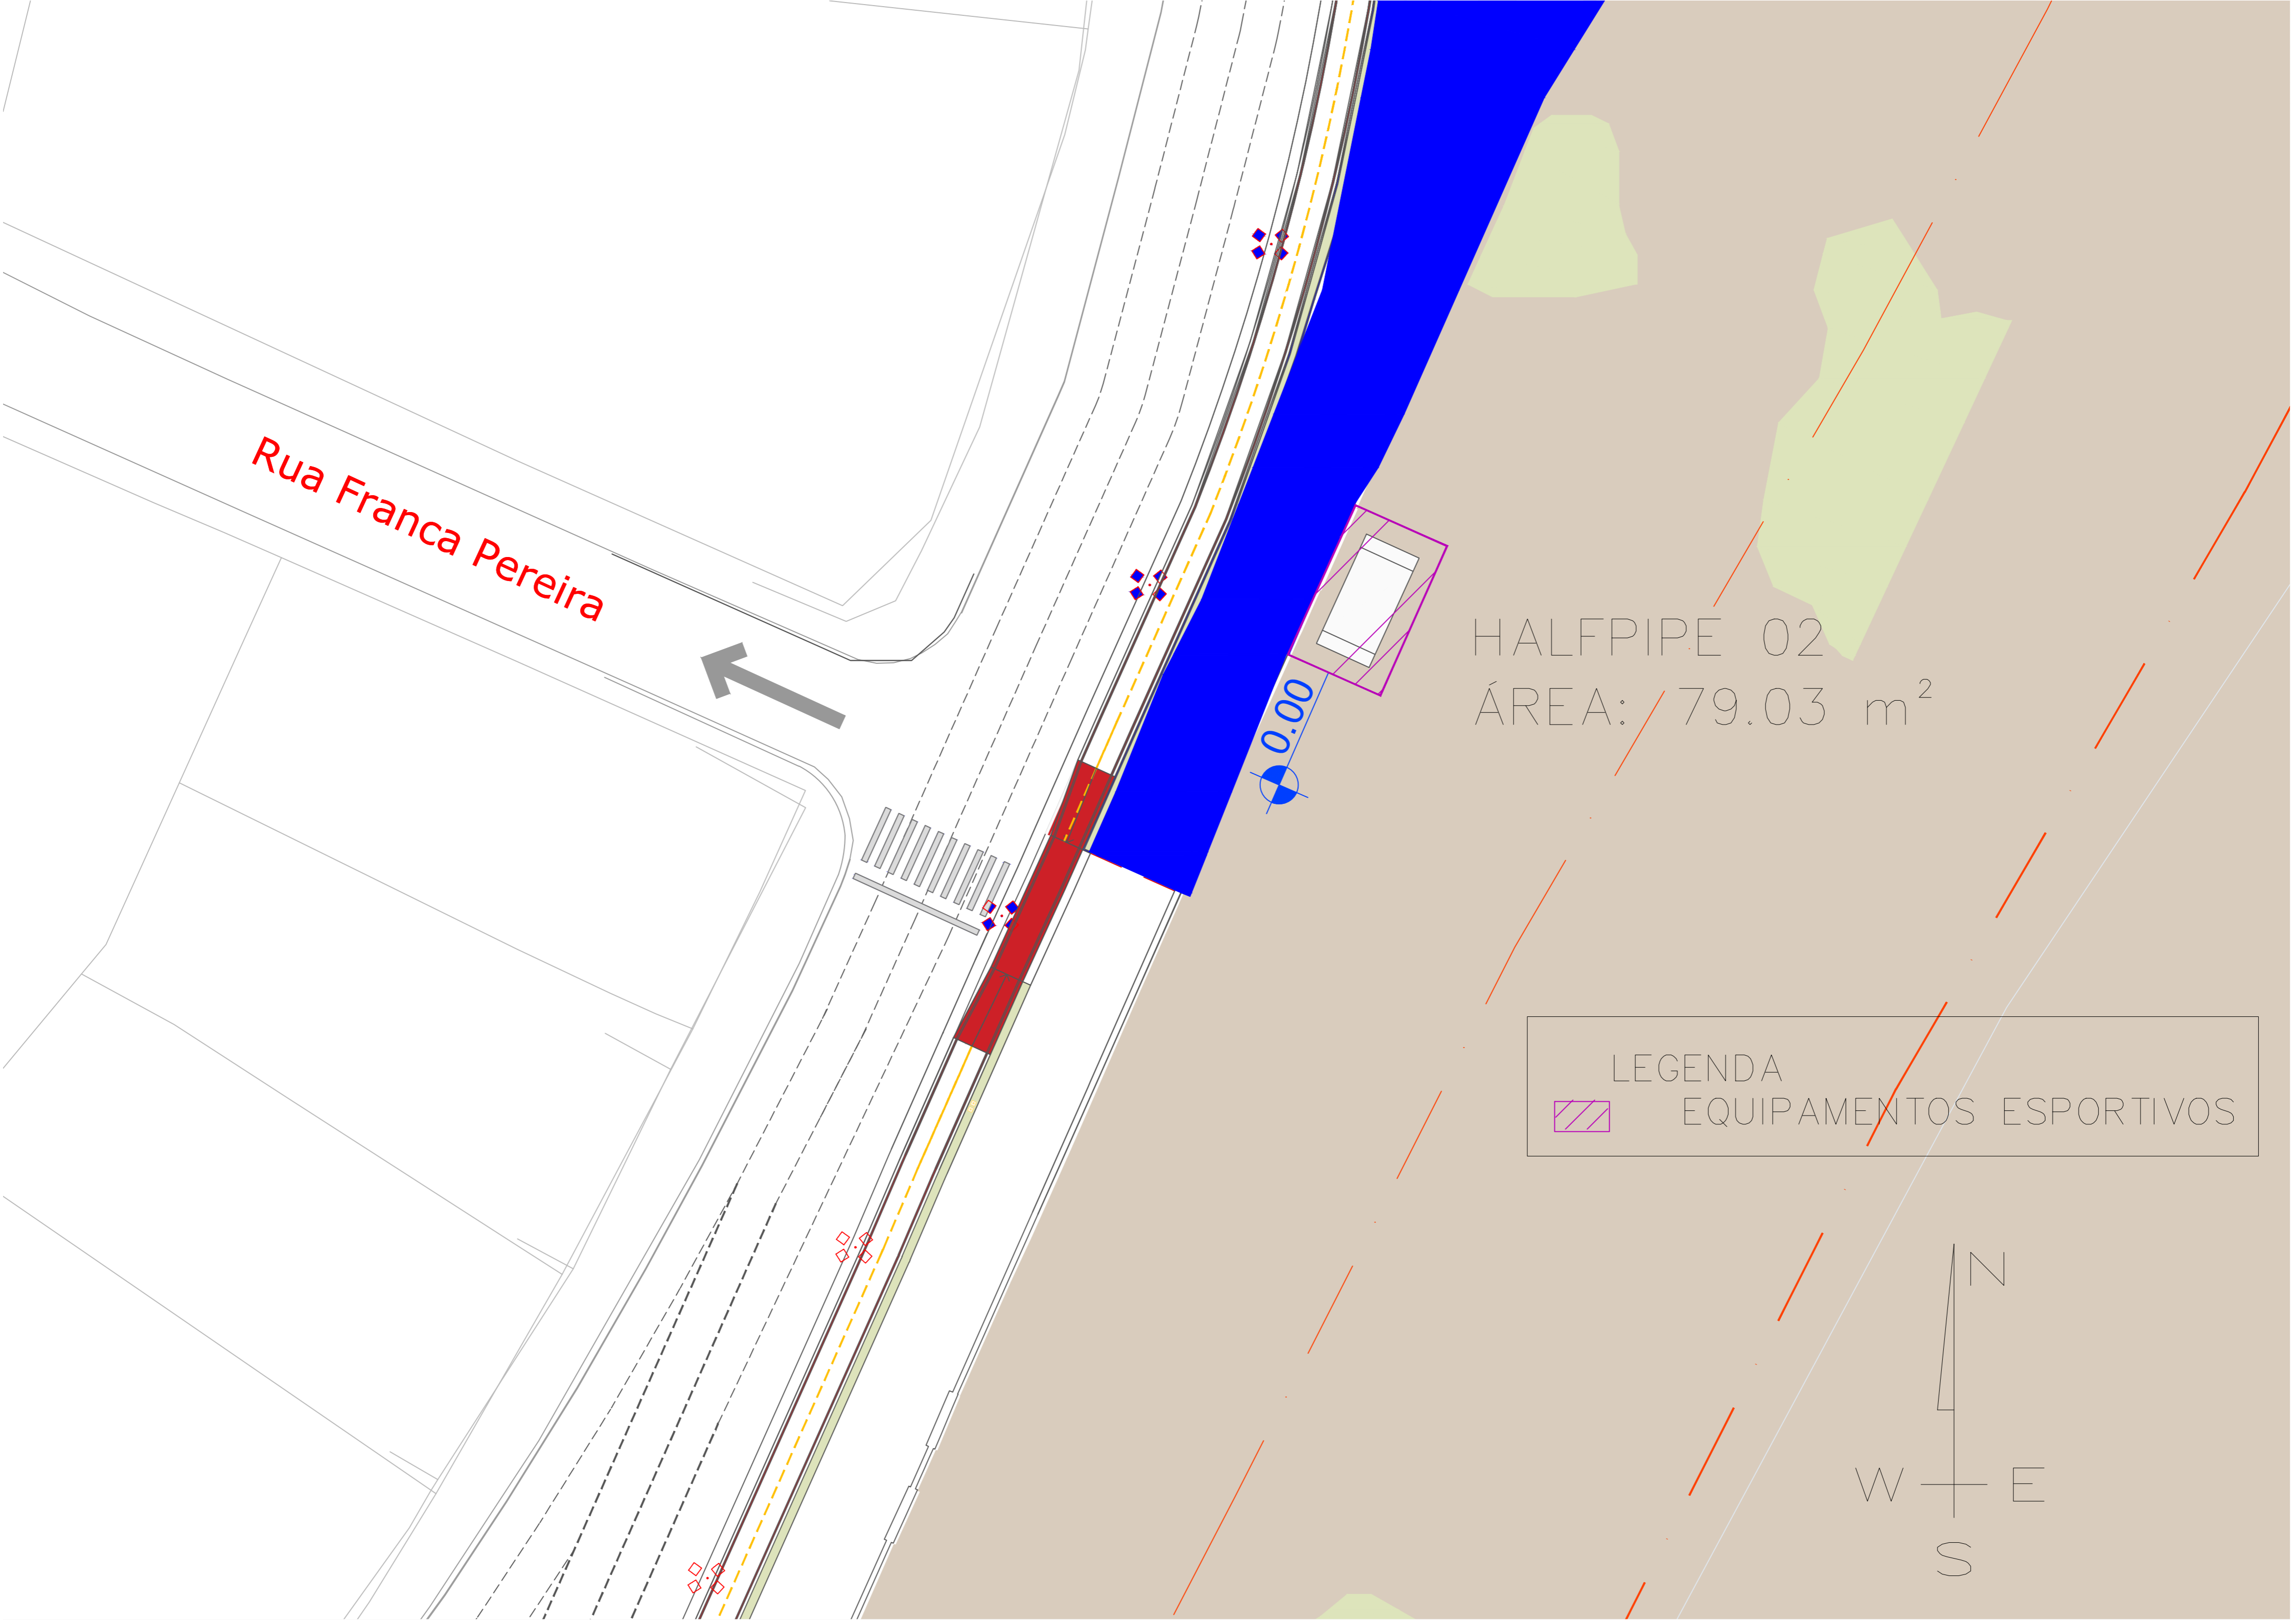 Rua Franca Pereira
HALFPIPE 02
ÁREA: 79.03 m²
0.00
LEGENDA
EQUIPAMENTOS ESPORTIVOS
N
W E
S